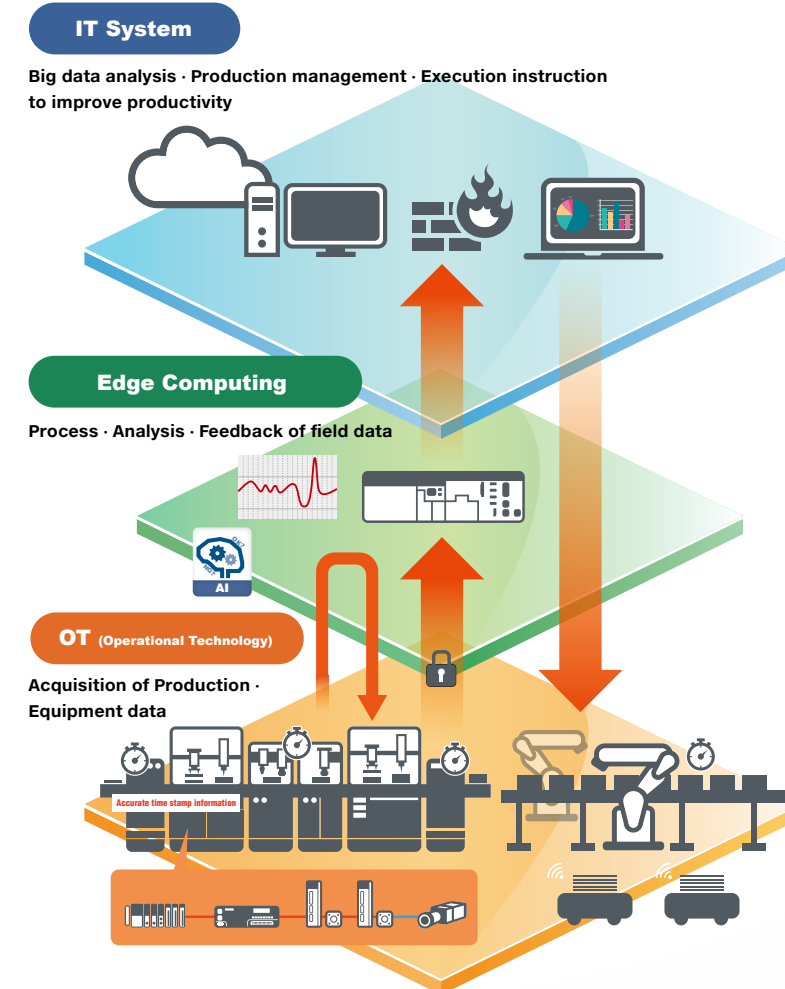 IT System
Big data analysis · Production management · Execution instruction
to improve productivity
Edge Computing
Process · Analysis · Feedback of field data
AI
OT (Operational Technology)
Acquisition of Production ·
Equipment data
Accurate time stamp information